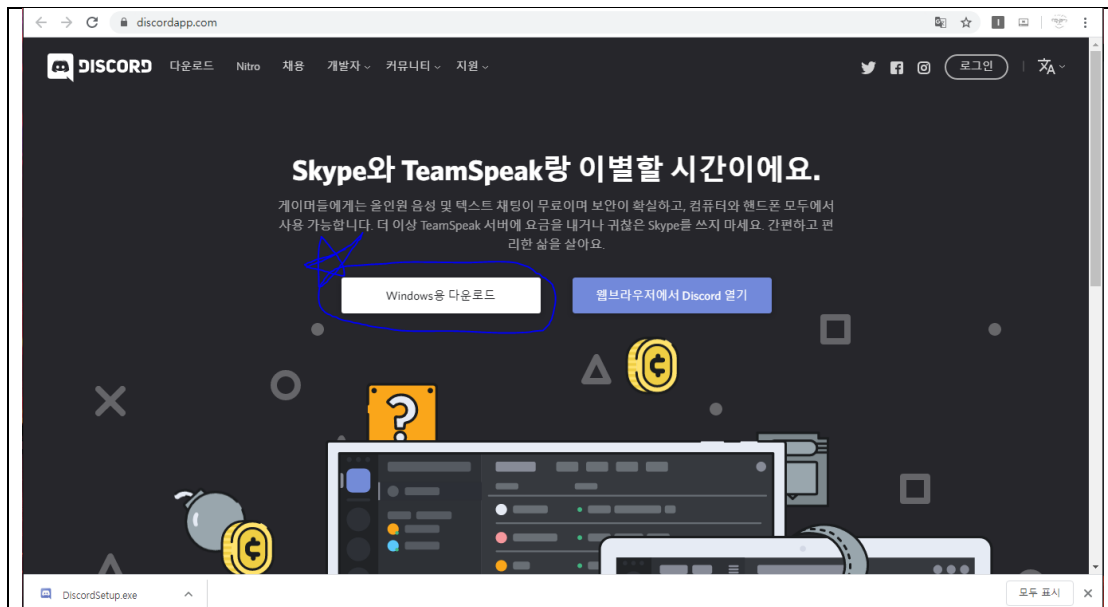 discordapp.com
DISCORD 다운로드 Nitro 채용 개발자 커뮤니티 지원 로그인
Skype와 TeamSpeak랑 이별할 시간이에요.
게이머들에게는 올인원 음성 및 텍스트 채팅이 무료이며 보안이 확실하고, 컴퓨터와 핸드폰 모두에서
사용 가능합니다. 더 이상 TeamSpeak 서버에 요금을 내거나 귀찮은 Skype를 쓰지 마세요. 간편하고 편
리한 삶을 살아요.
Windows용 다운로드 웹브라우저에서 Discord 열기
DiscordSetup.exe 모두 표시